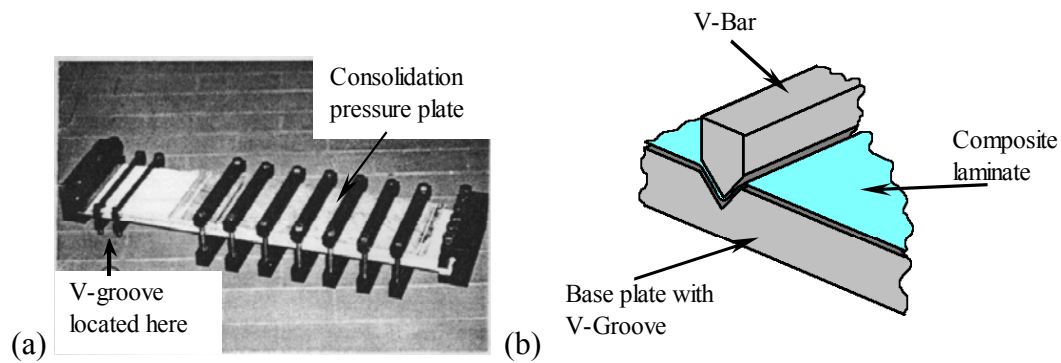 Consolidation
pressure plate
V-groove
located here
(a)
V-Bar
Composite
laminate
Base plate with
V-Groove
(b)